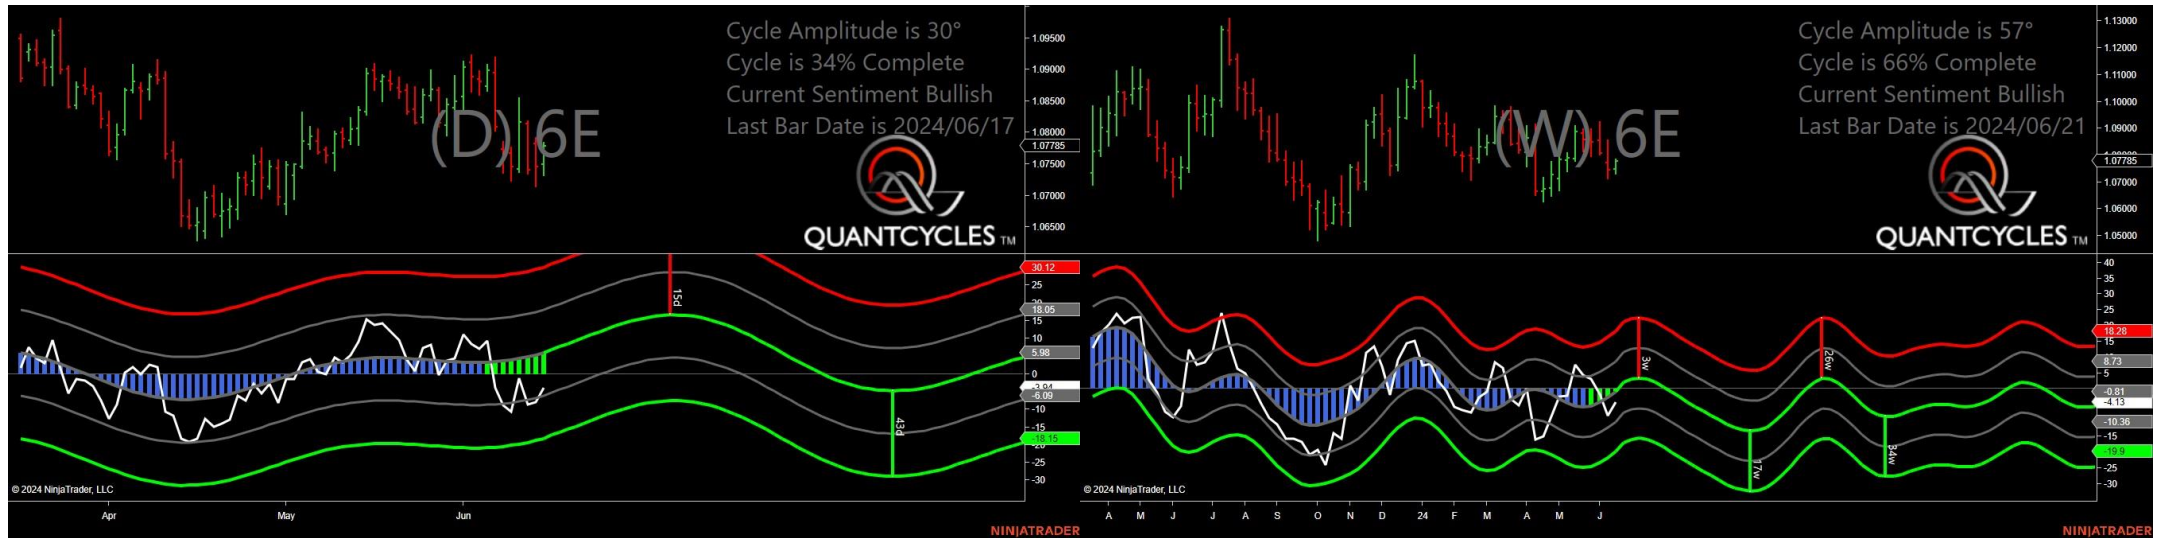 Cycle Amplitude is 30°
Cycle is 34% Complete
Current Sentiment Bullish
Last Bar Date is 2024/06/17
(D) 6E
QUANTCYCLES TM
1.09500
1.09000
1.08500
1.08000
1.07785
1.07500
1.07000
1.06500
30.12
25
18.05
15
10
5.98
0
-3.94
-6.09
-10
-15
-18.15
-25
-30
15d
43d
© 2024 NinjaTrader, LLC
Apr May Jun
NINJATRADER
Cycle Amplitude is 57°
Cycle is 66% Complete
Current Sentiment Bullish
Last Bar Date is 2024/06/21
(W) 6E
QUANTCYCLES TM
1.13000
1.12000
1.11000
1.10000
1.09000
1.07785
1.07000
1.06000
1.05000
40
35
30
25
18.28
15
8.73
5
-0.81
-4.13
-10.36
-15
-19.9
-25
-30
3w
17w
26w
34w
© 2024 NinjaTrader, LLC
A M J J A S O N D 24 F M A M J
NINJATRADER